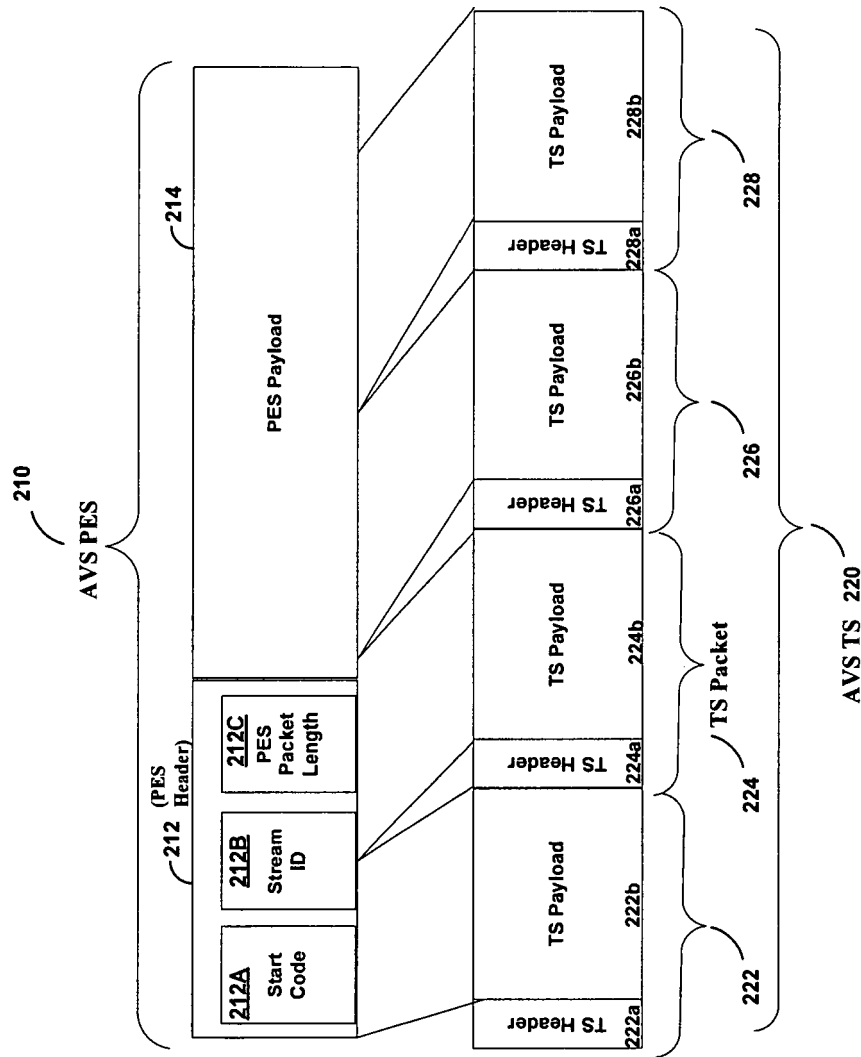 210
AVS PES
212
(PES
Header)
214
212A
Start
Code
212B
Stream
ID
212C
PES
Packet
Length
PES Payload
TS Header
222a
TS Payload
222b
TS Header
224a
TS Payload
224b
TS Header
226a
TS Payload
226b
TS Header
228a
TS Payload
228b
222
224
TS Packet
226
228
AVS TS 220